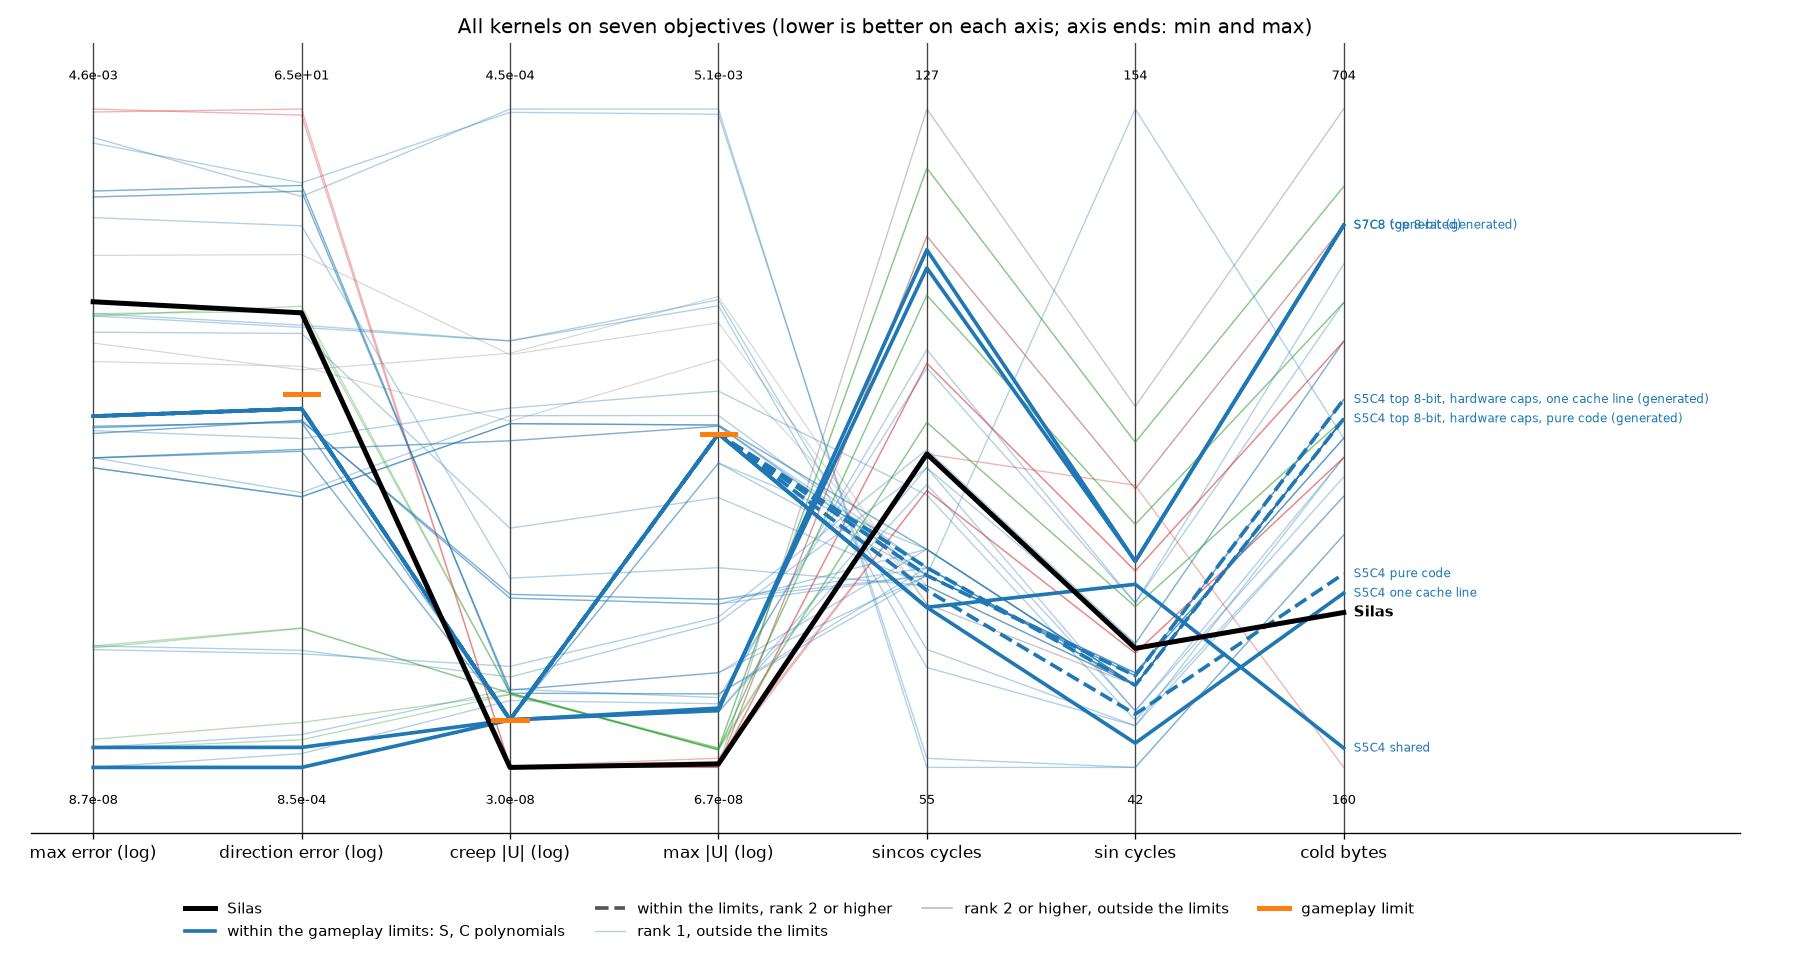 All kernels on seven objectives (lower is better on each axis; axis ends: min and max)
4.6e-03 6.5e+01 4.5e-04 5.1e-03 127 154 704
S7C8 (generated)
S5C4 top 8-bit, hardware caps, one cache line (generated)
S5C4 top 8-bit, hardware caps, pure code (generated)
S5C4 pure code
S5C4 one cache line
Silas
S5C4 shared
8.7e-08 8.5e-04 3.0e-08 6.7e-08 55 42 160
max error (log) direction error (log) creep |U| (log) max |U| (log) sincos cycles sin cycles cold bytes
Silas within the limits, rank 2 or higher rank 2 or higher, outside the limits gameplay limit
within the gameplay limits: S, C polynomials rank 1, outside the limits